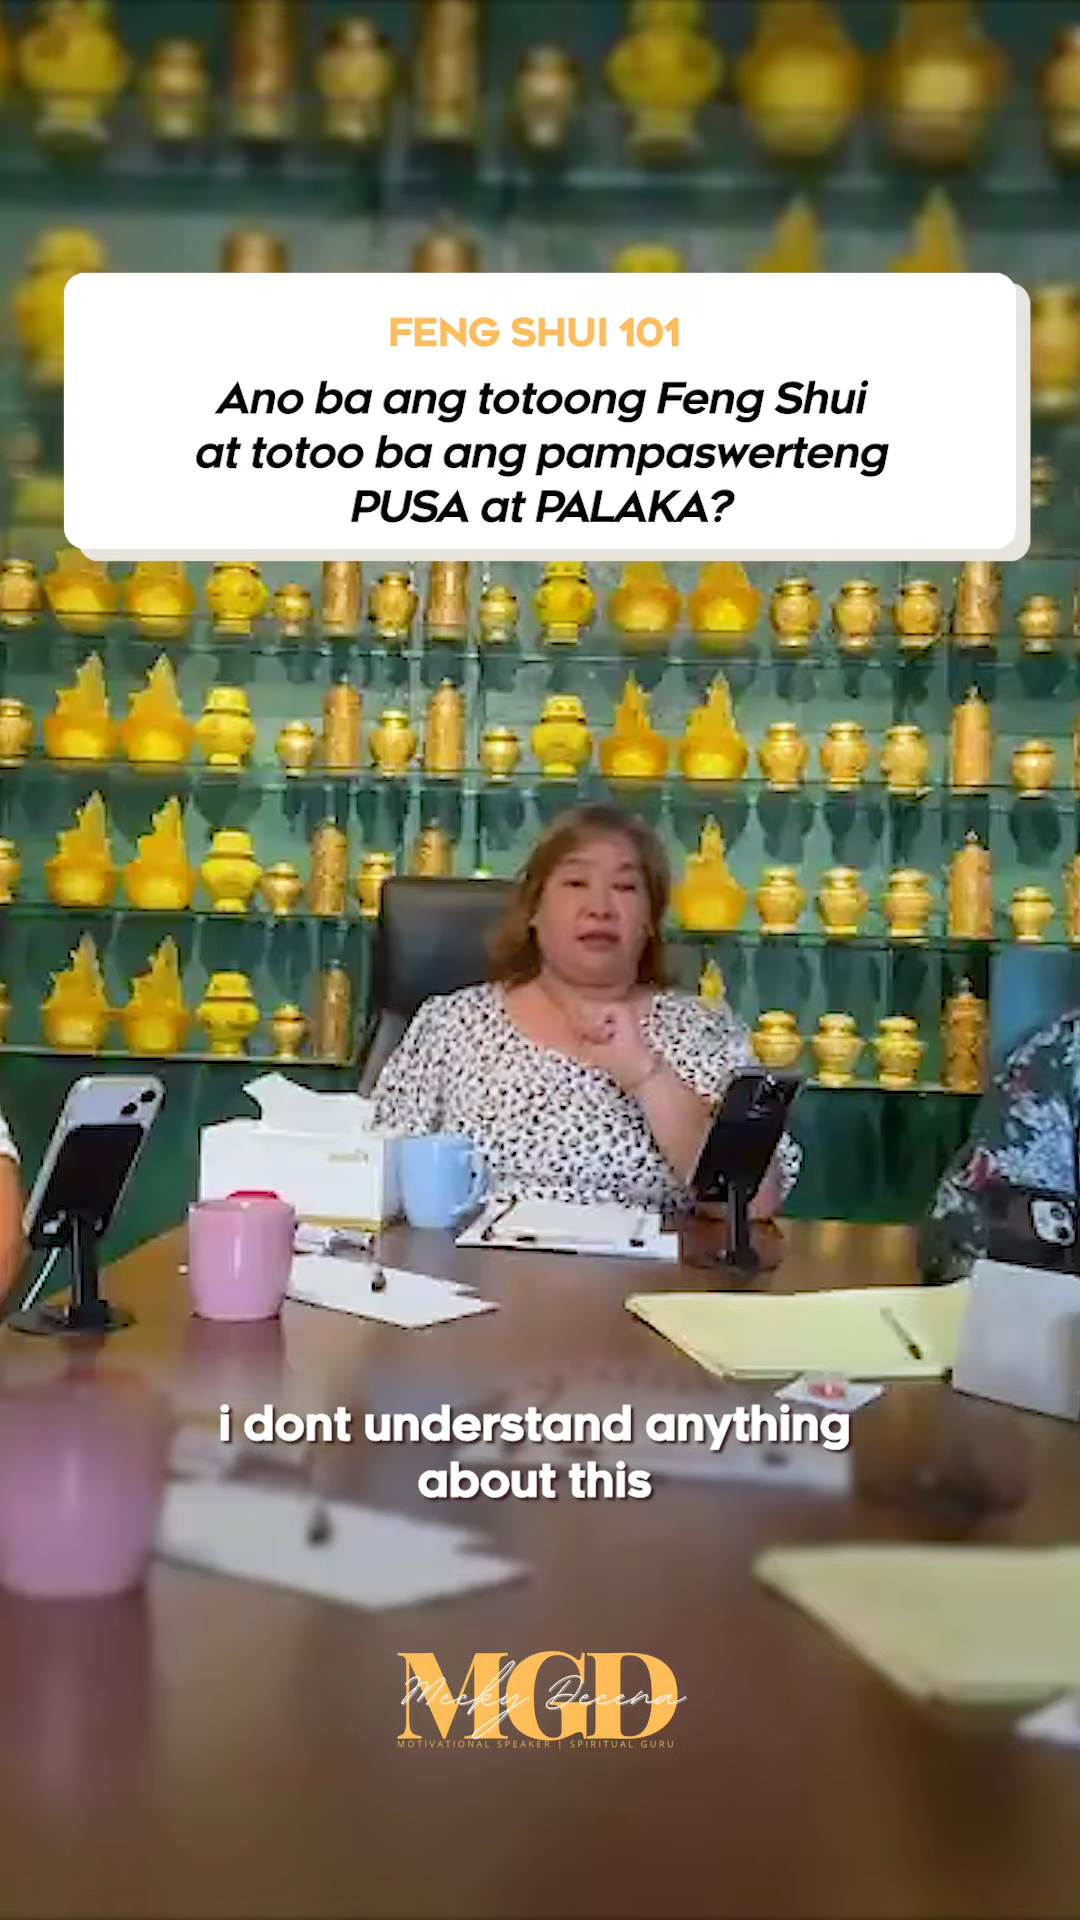 FENG SHUI 101
Ano ba ang totoong Feng Shui
at totoo ba ang pampaswerteng
PUSA at PALAKA?
i dont understand anything
about this
MGD
Meeky Decena
MOTIVATIONAL SPEAKER | SPIRITUAL GURU